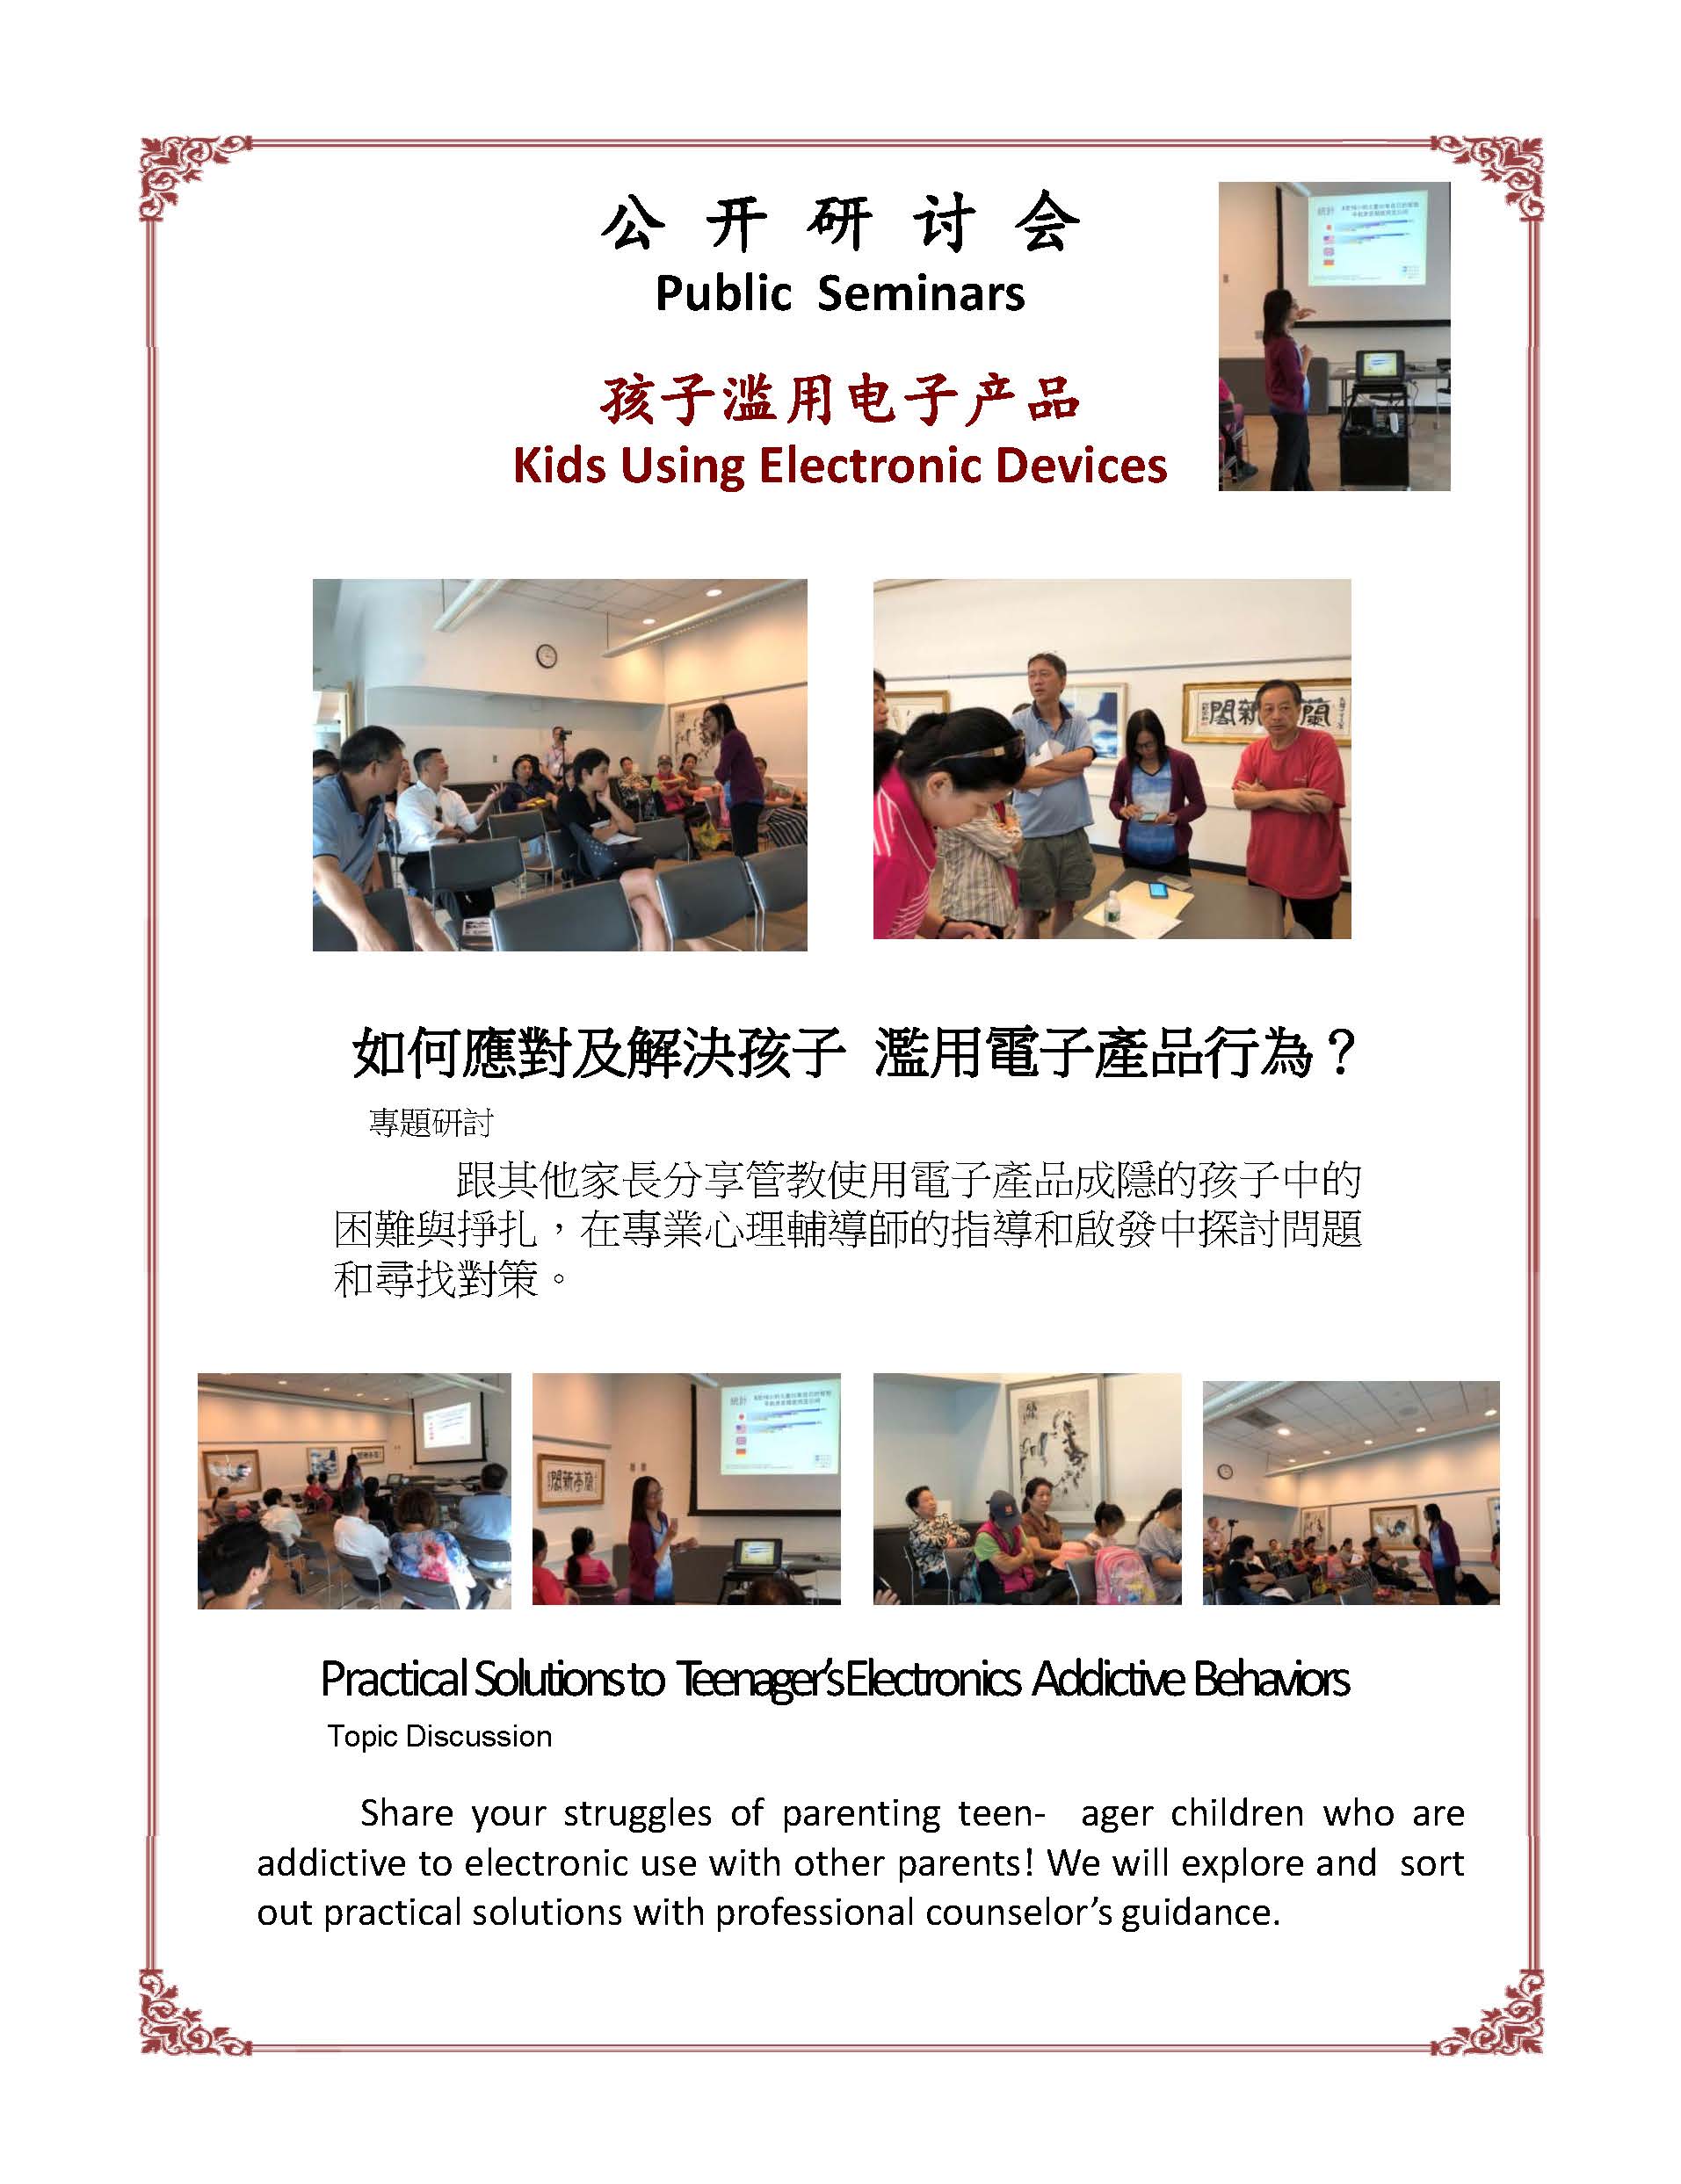 公 开 研 讨 会
Public Seminars
孩子滥用电子产品
Kids Using Electronic Devices
統計
如何應對及解決孩子 濫用電子產品行為？
專題研討
跟其他家長分享管教使用電子產品成隱的孩子中的
困難與掙扎，在專業心理輔導師的指導和啟發中探討問題
和尋找對策。
統計
Practical Solutions to Teenager’s Electronics Addictive Behaviors
Topic Discussion
Share your struggles of parenting teen- ager children who are
addictive to electronic use with other parents! We will explore and sort
out practical solutions with professional counselor’s guidance.